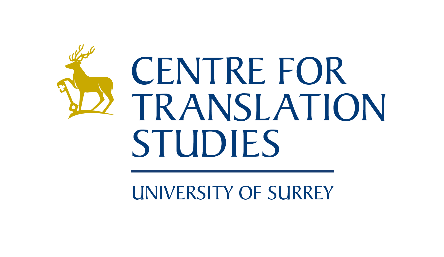 CENTRE FOR
TRANSLATION
STUDIES
UNIVERSITY OF SURREY